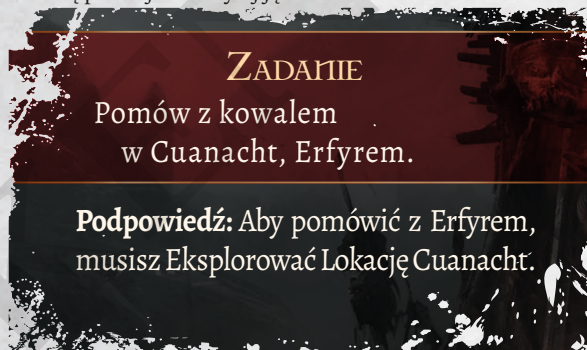 ZADANIE
Pomów z kowalem
w Cuanacht, Erfyrem.
Podpowiedź: Aby pomówić z Erfyrem,
musisz Eksplorować Lokację Cuanacht.